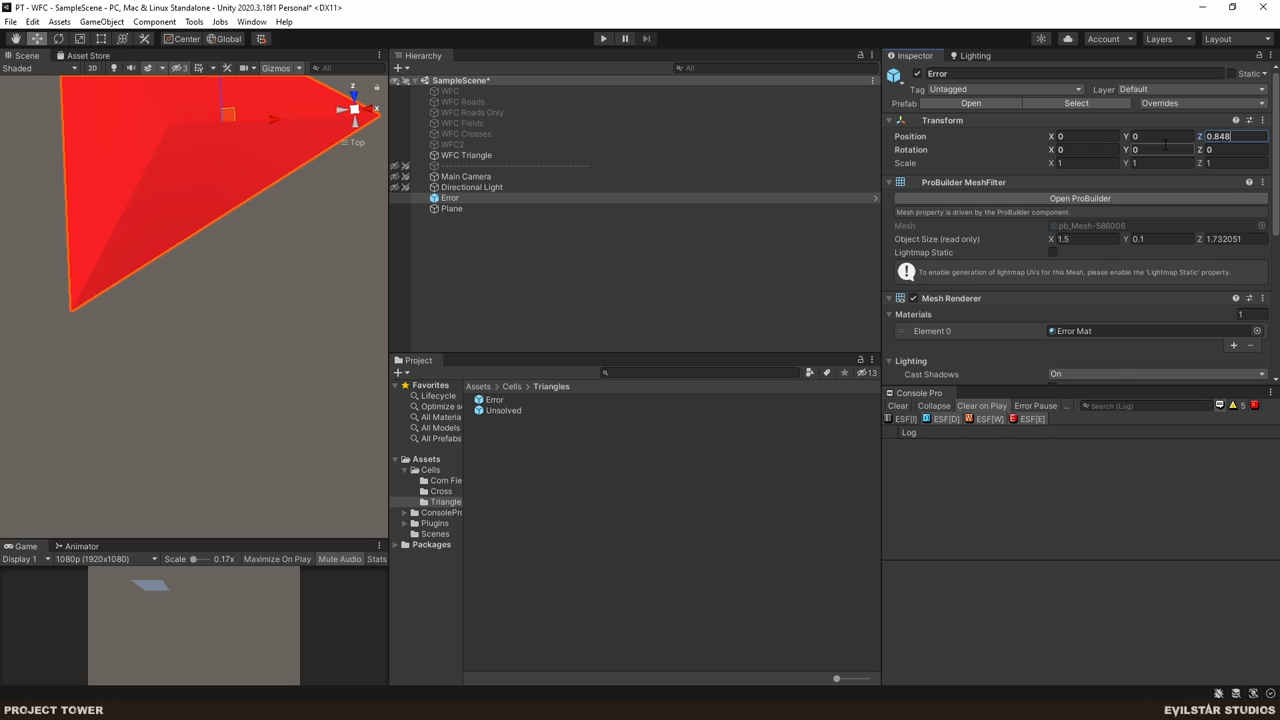 PT - WFC - SampleScene - PC, Mac & Linux Standalone - Unity 2020.3.18f1 Personal* <DX11>
File Edit Assets GameObject Component Tools Jobs Window Help
Center Global
Account Layers Layout
Scene Asset Store
Shaded 2D 3 Gizmos All
z
x
Top
Game Animator
Display 1 1080p (1920x1080) Scale 0.17x Maximize On Play Mute Audio Stats
Hierarchy
All
SampleScene*
WFC
WFC Roads
WFC Roads Only
WFC Fields
WFC Crosses
WFC2
WFC Triangle
Main Camera
Directional Light
Error
Plane
Project
13
Favorites
Lifecycle
Optimize s
All Materia
All Models
All Prefabs
Assets
Cells
Corn Fie
Cross
Triangle
ConsolePro
Plugins
Scenes
Packages
Assets > Cells > Triangles
Error
Unsolved
Inspector Lighting
Error Static
Tag Untagged Layer Default
Prefab Open Select Overrides
Transform
Position X 0 Y 0 Z 0.848
Rotation X 0 Y 0 Z 0
Scale X 1 Y 1 Z 1
ProBuilder MeshFilter
Open ProBuilder
Mesh property is driven by the ProBuilder component.
Mesh pb_Mesh-586006
Object Size (read only) X 1.5 Y 0.1 Z 1.732051
Lightmap Static
To enable generation of lightmap UVs for this Mesh, please enable the 'Lightmap Static' property.
Mesh Renderer
Materials 1
Element 0 Error Mat
Lighting
Cast Shadows On
Console Pro
Clear Collapse Clear on Play Error Pause ... Search (Log) 5
ESF[I] ESF[D] ESF[W] ESF[E]
Log
PROJECT TOWER
EVILSTAR STUDIOS